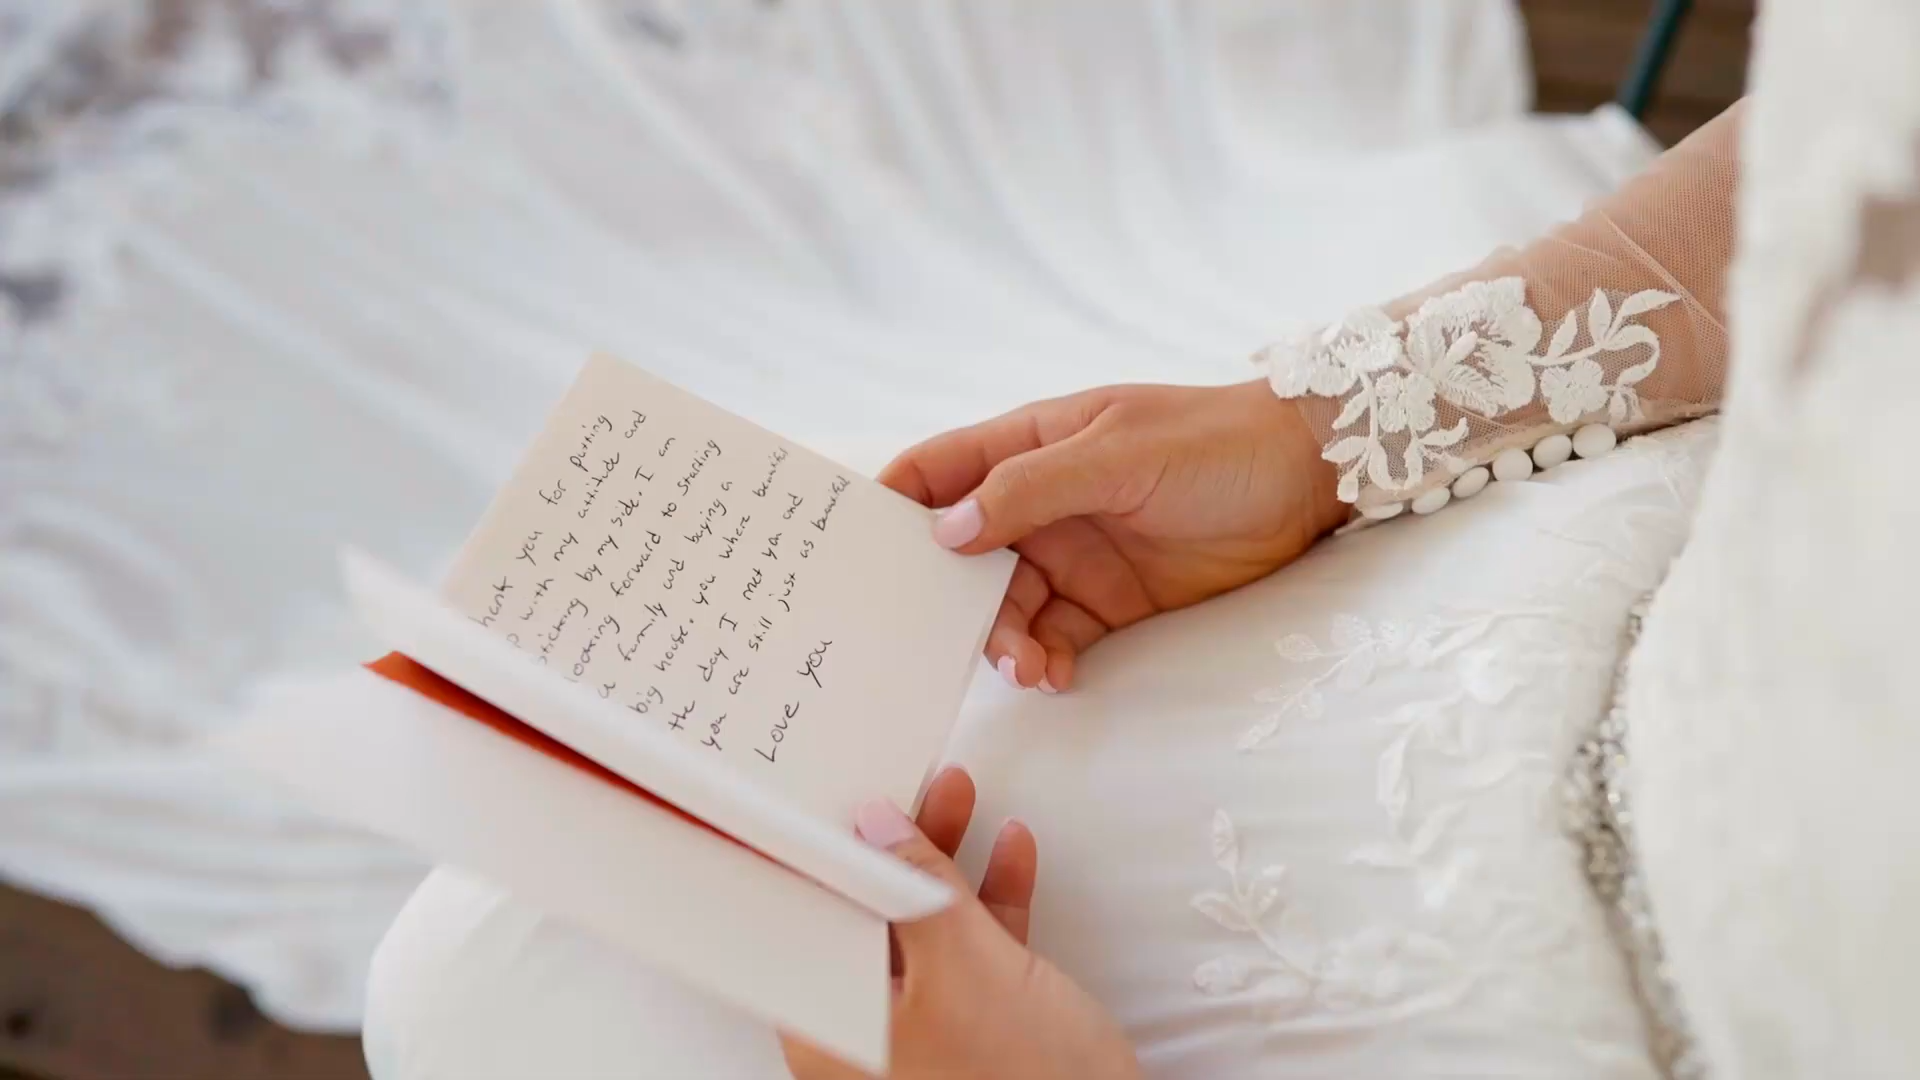 hank you for putting
p with my attitude and
sticking by my side. I am
looking forward to starting
a family and buying a
big house. you where beautiful
the day I met you and
you are still just as beautiful
Love you